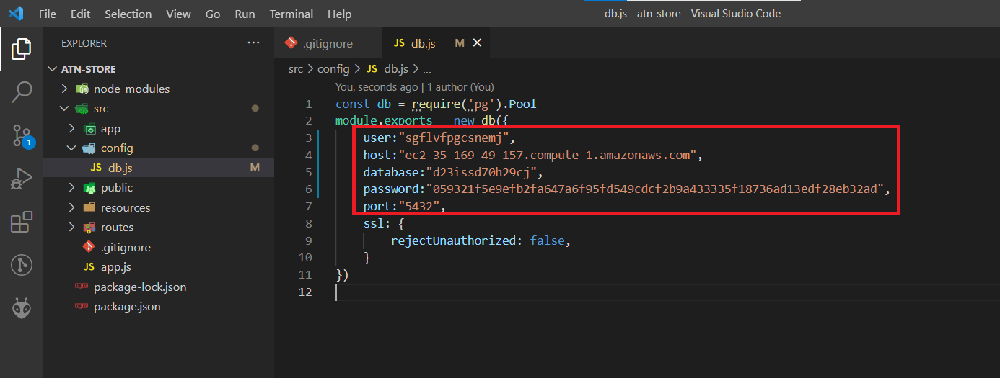 File Edit Selection View Go Run Terminal Help
db.js - atn-store - Visual Studio Code
EXPLORER
.gitignore
JS db.js M
ATN-STORE
node_modules
src
app
config
JS db.js M
public
resources
routes
.gitignore
JS app.js
package-lock.json
package.json
1
src > config > JS db.js > ...
You, seconds ago | 1 author (You)
1 const db = require('pg').Pool
2 module.exports = new db({
3 user:"sgflvfpgcsnemj",
4 host:"ec2-35-169-49-157.compute-1.amazonaws.com",
5 database:"d23issd70h29cj",
6 password:"059321f5e9efb2fa647a6f95fd549cdcf2b9a433335f18736ad13edf28eb32ad",
7 port:"5432",
8 ssl: {
9 rejectUnauthorized: false,
10 }
11 })
12